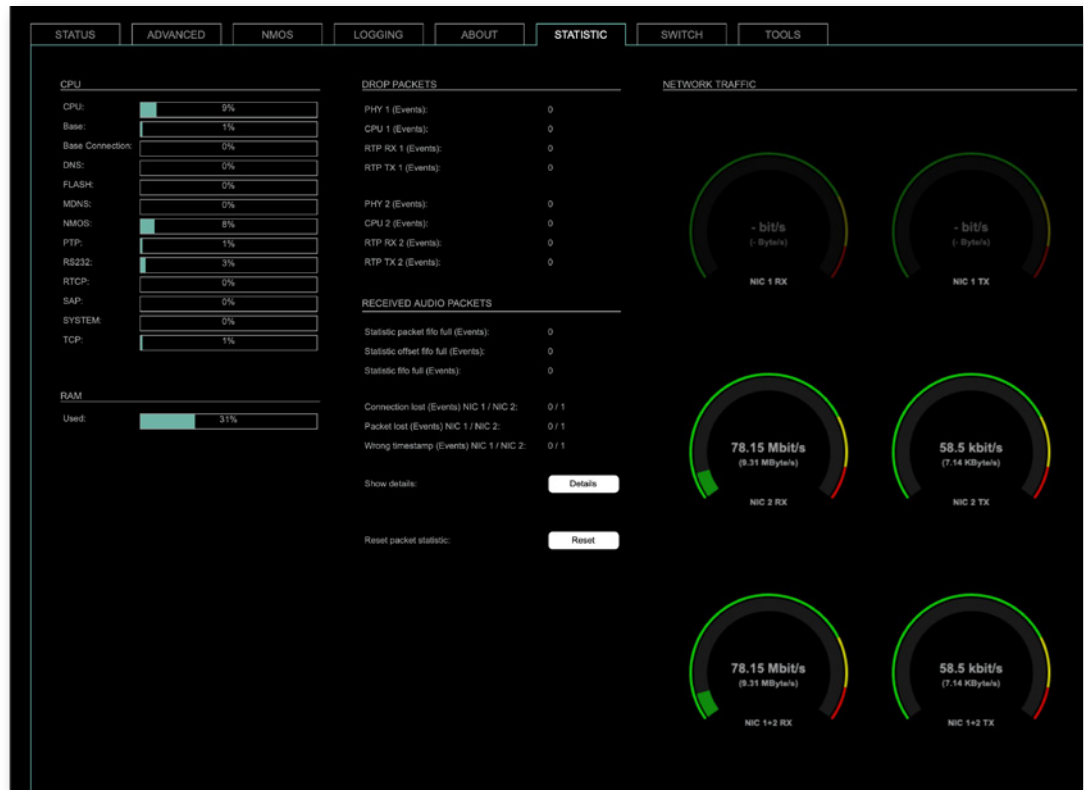 STATUS ADVANCED NMOS LOGGING ABOUT STATISTIC SWITCH TOOLS
CPU
CPU: 9%
Base: 1%
Base Connection: 0%
DNS: 0%
FLASH: 0%
MDNS: 0%
NMOS: 8%
PTP: 1%
RS232: 3%
RTCP: 0%
SAP: 0%
SYSTEM: 0%
TCP: 1%
RAM
Used: 31%
DROP PACKETS
PHY 1 (Events): 0
CPU 1 (Events): 0
RTP RX 1 (Events): 0
RTP TX 1 (Events): 0
PHY 2 (Events): 0
CPU 2 (Events): 0
RTP RX 2 (Events): 0
RTP TX 2 (Events): 0
RECEIVED AUDIO PACKETS
Statistic packet fifo full (Events): 0
Statistic offset fifo full (Events): 0
Statistic fifo full (Events): 0
Connection lost (Events) NIC 1 / NIC 2: 0 / 1
Packet lost (Events) NIC 1 / NIC 2: 0 / 1
Wrong timestamp (Events) NIC 1 / NIC 2: 0 / 1
Show details: Details
Reset packet statistic: Reset
NETWORK TRAFFIC
- bit/s
(- Byte/s)
NIC 1 RX
- bit/s
(- Byte/s)
NIC 1 TX
78.15 Mbit/s
(9.31 MByte/s)
NIC 2 RX
58.5 kbit/s
(7.14 KByte/s)
NIC 2 TX
78.15 Mbit/s
(9.31 MByte/s)
NIC 1+2 RX
58.5 kbit/s
(7.14 KByte/s)
NIC 1+2 TX